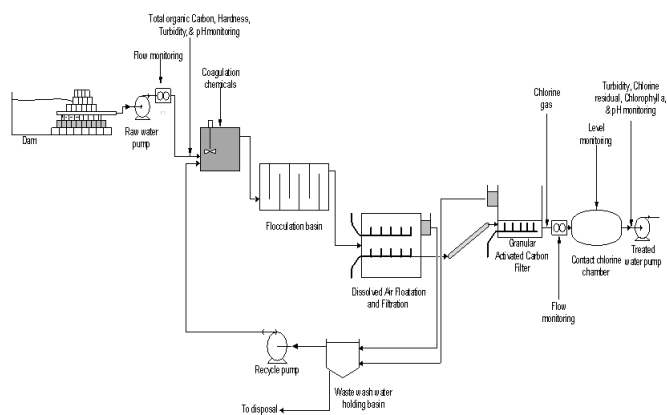 Total organic Carbon, Hardness,
Turbidity, & pH monitoring
Flow monitoring
Coagulation
chemicals
Dam
Raw water
pump
Flocculation basin
Dissolved Air Floatation
and Filtration
Chlorine
gas
Turbidity, Chlorine
residual, Chlorophyll a,
& pH monitoring
Level
monitoring
Granular
Activated Carbon
Filter
Contact chlorine
chamber
Treated
water pump
Flow
monitoring
Recycle pump
Waste wash water
holding basin
To disposal